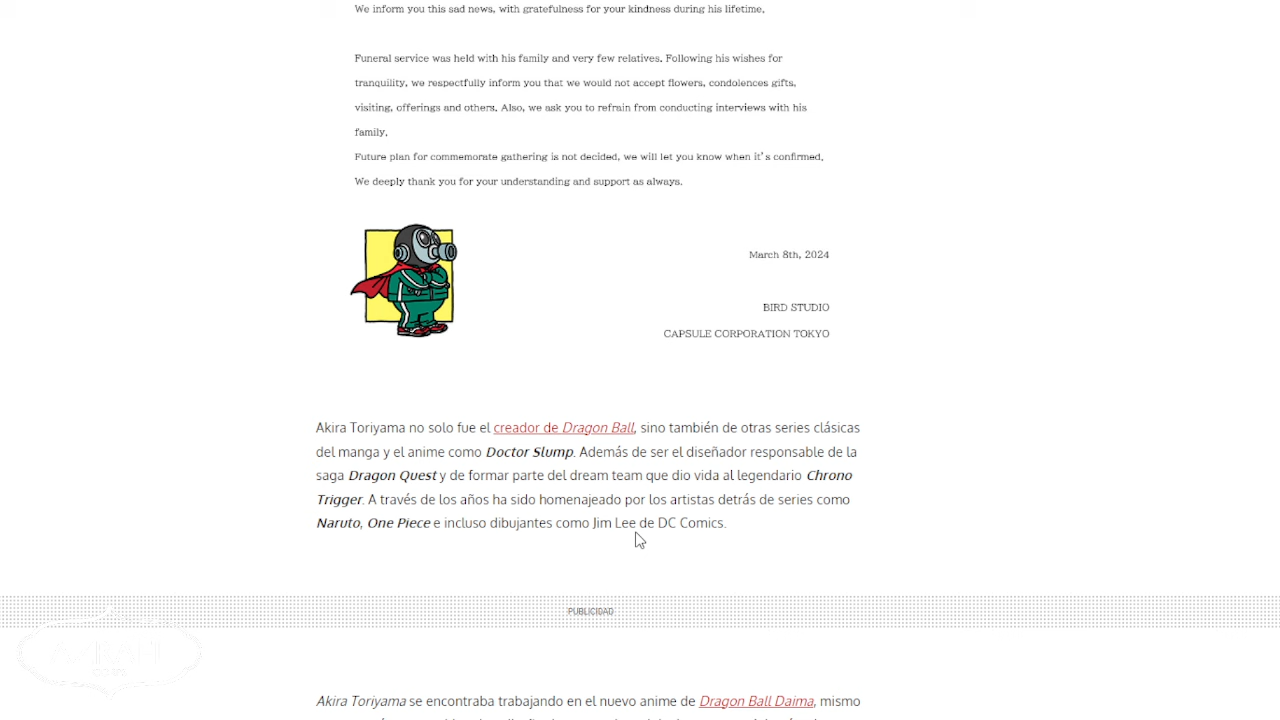 We inform you this sad news, with gratefulness for your kindness during his lifetime.
Funeral service was held with his family and very few relatives. Following his wishes for
tranquility, we respectfully inform you that we would not accept flowers, condolences gifts,
visiting, offerings and others. Also, we ask you to refrain from conducting interviews with his
family.
Future plan for commemorate gathering is not decided, we will let you know when it's confirmed.
We deeply thank you for your understanding and support as always.
March 8th, 2024
BIRD STUDIO
CAPSULE CORPORATION TOKYO
Akira Toriyama no solo fue el creador de Dragon Ball, sino también de otras series clásicas
del manga y el anime como Doctor Slump. Además de ser el diseñador responsable de la
saga Dragon Quest y de formar parte del dream team que dio vida al legendario Chrono
Trigger. A través de los años ha sido homenajeado por los artistas detrás de series como
Naruto, One Piece e incluso dibujantes como Jim Lee de DC Comics.
PUBLICIDAD
Akira Toriyama se encontraba trabajando en el nuevo anime de Dragon Ball Daima, mismo